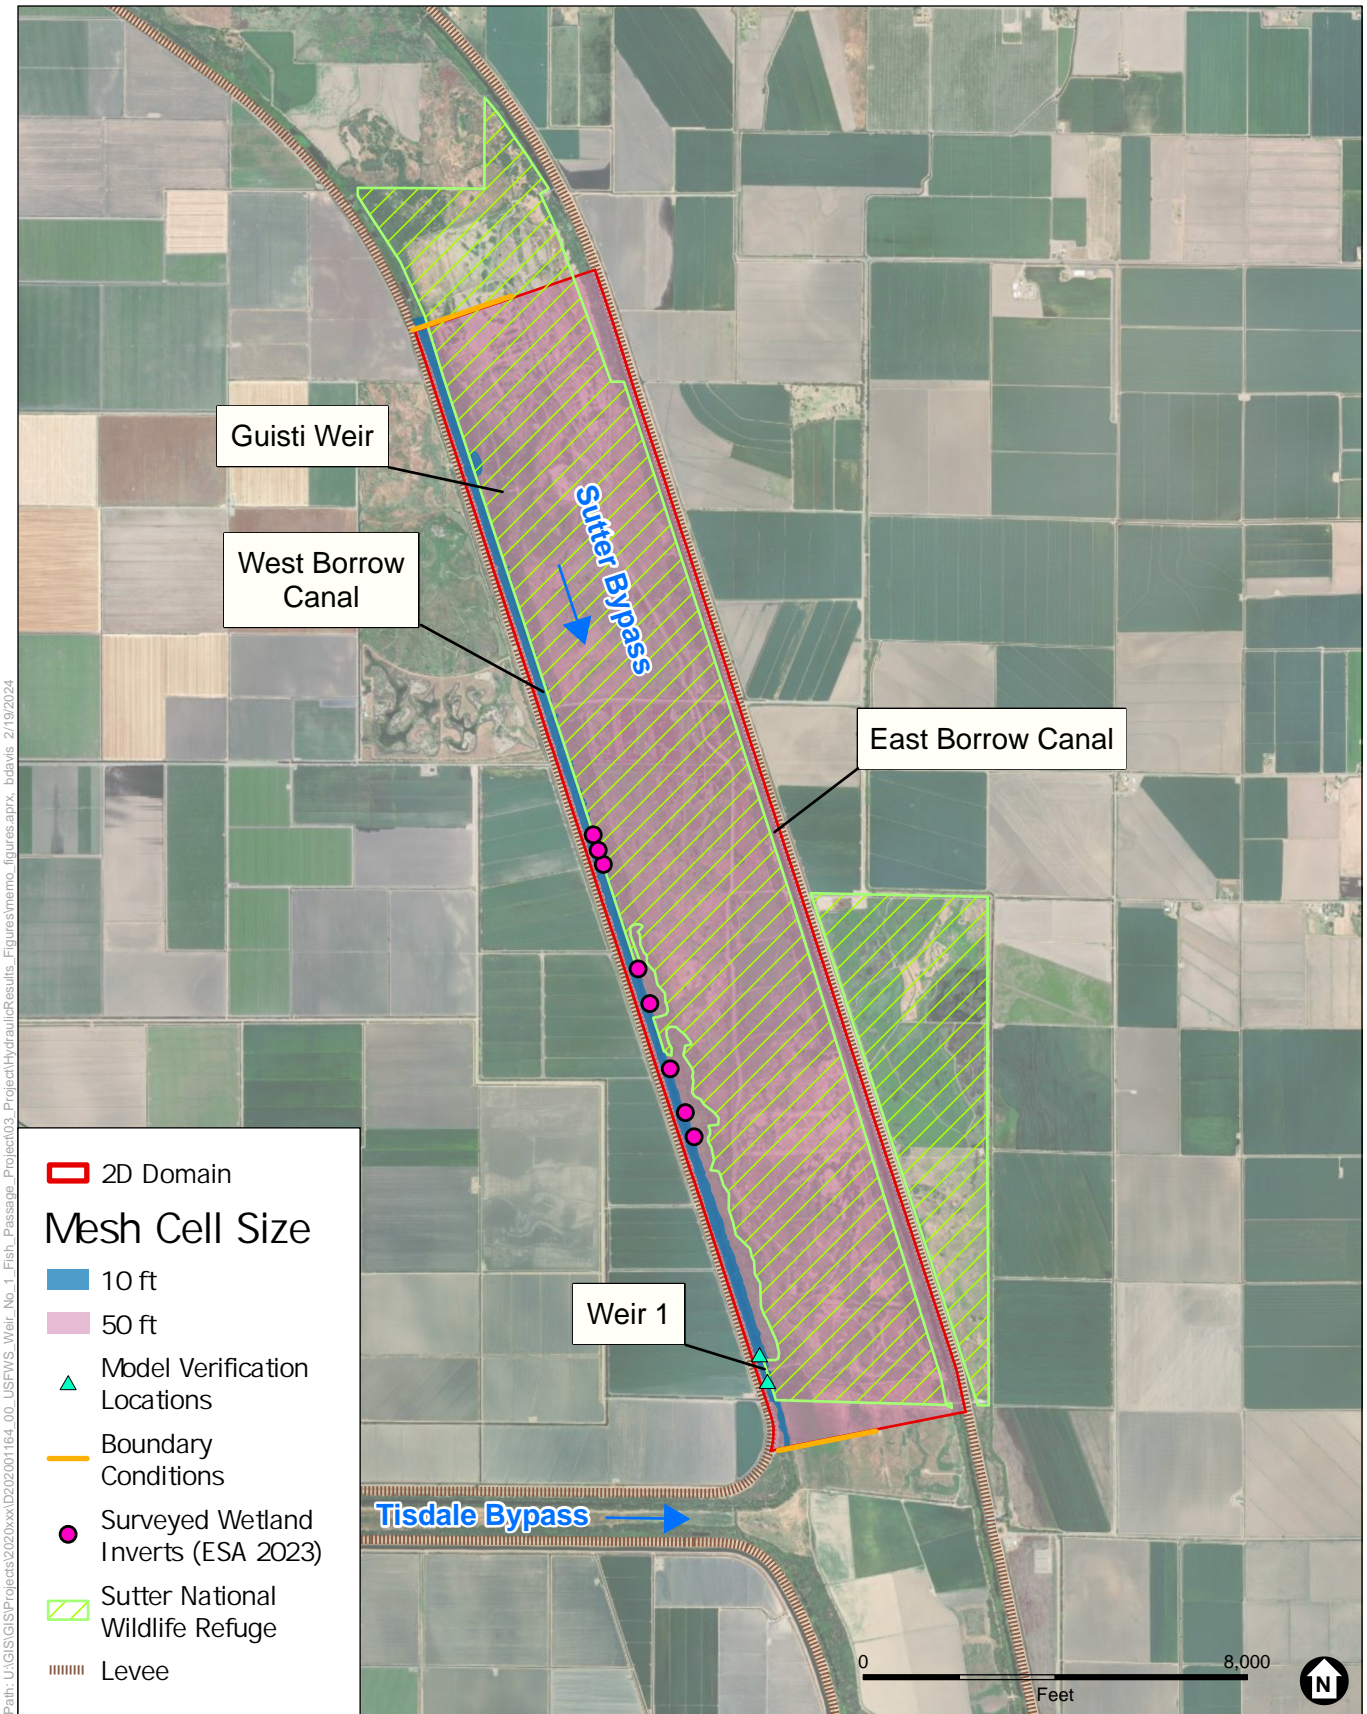 Guisti Weir
West Borrow
Canal
Sutter Bypass
East Borrow Canal
Weir 1
Tisdale Bypass
2D Domain
Mesh Cell Size
10 ft
50 ft
Model Verification
Locations
Boundary
Conditions
Surveyed Wetland
Inverts (ESA 2023)
Sutter National
Wildlife Refuge
Levee
0 8,000
Feet
N
Path: U:\GIS\GIS\Projects\2020xxx\D202001164_00_USFWS_Weir_No_1_Fish_Passage_Project\03_Project\HydraulicResults_Figures\memo_figures.aprx, bdavis 2/19/2024